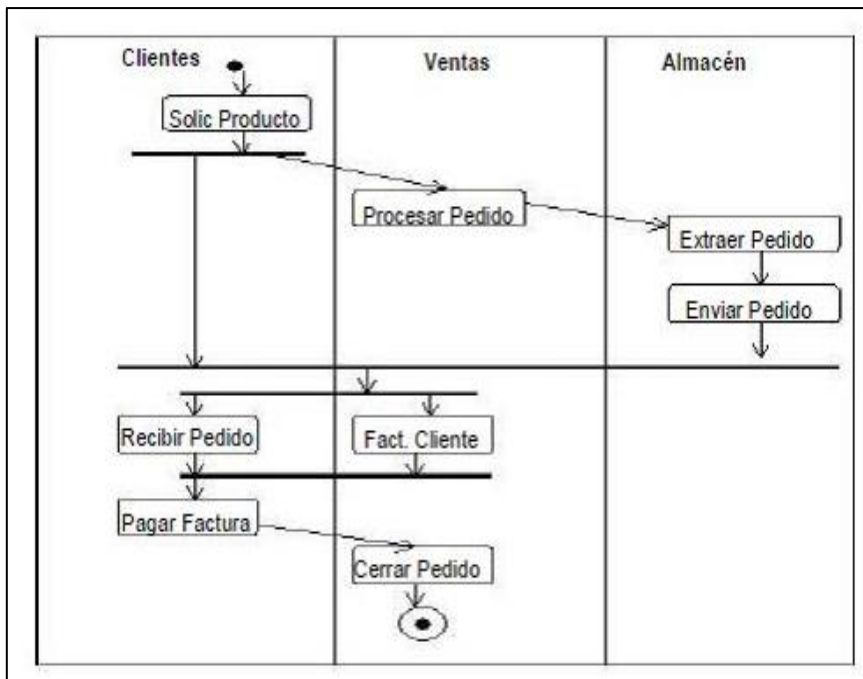 Clientes
Ventas
Almacén
Solic Producto
Procesar Pedido
Extraer Pedido
Enviar Pedido
Recibir Pedido
Fact. Cliente
Pagar Factura
Cerrar Pedido